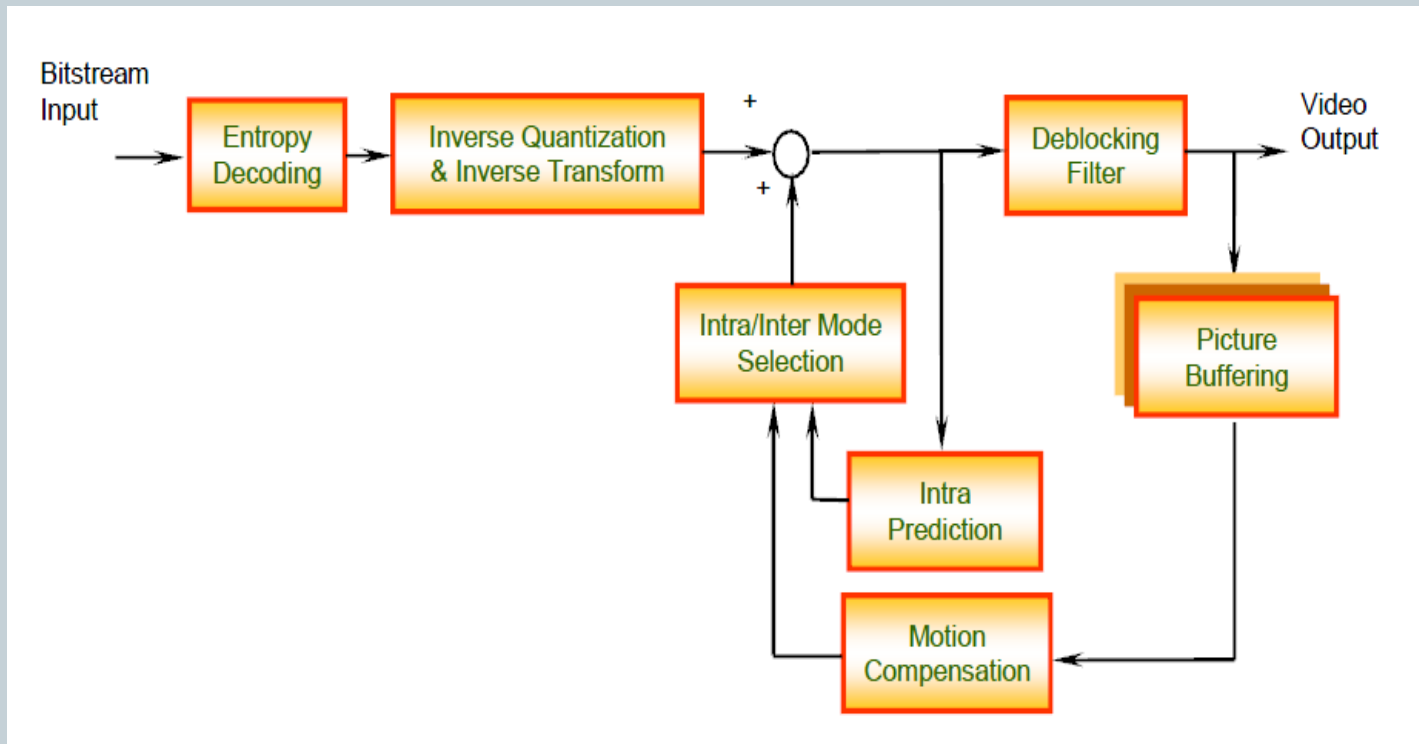 Bitstream
Input
Entropy
Decoding
Inverse Quantization
& Inverse Transform
+
+
Deblocking
Filter
Video
Output
Intra/Inter Mode
Selection
Picture
Buffering
Intra
Prediction
Motion
Compensation